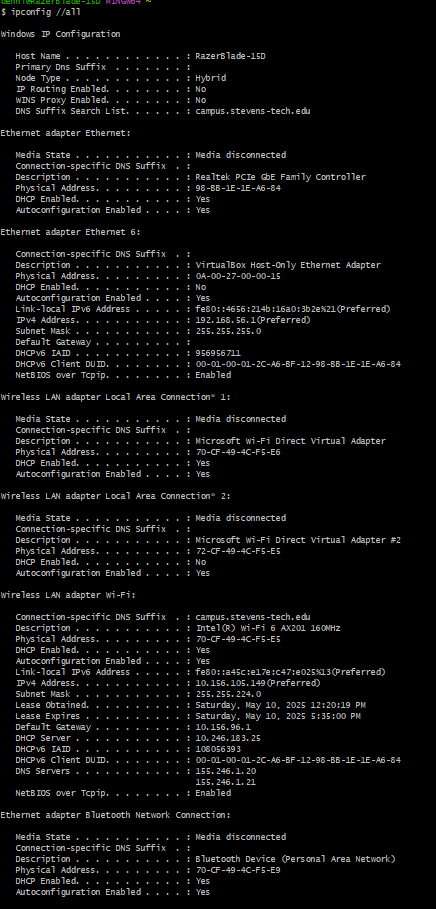 denni@RazerBlade-15D MINGW64 ~
$ ipconfig //all

Windows IP Configuration

   Host Name . . . . . . . . . . . . : RazerBlade-15D
   Primary Dns Suffix  . . . . . . . :
   Node Type . . . . . . . . . . . . : Hybrid
   IP Routing Enabled. . . . . . . . : No
   WINS Proxy Enabled. . . . . . . . : No
   DNS Suffix Search List. . . . . . : campus.stevens-tech.edu

Ethernet adapter Ethernet:

   Media State . . . . . . . . . . . : Media disconnected
   Connection-specific DNS Suffix  . :
   Description . . . . . . . . . . . : Realtek PCIe GbE Family Controller
   Physical Address. . . . . . . . . : 98-BB-1E-1E-A6-84
   DHCP Enabled. . . . . . . . . . . : Yes
   Autoconfiguration Enabled . . . . : Yes

Ethernet adapter Ethernet 6:

   Connection-specific DNS Suffix  . :
   Description . . . . . . . . . . . : VirtualBox Host-Only Ethernet Adapter
   Physical Address. . . . . . . . . : 0A-00-27-00-00-15
   DHCP Enabled. . . . . . . . . . . : No
   Autoconfiguration Enabled . . . . : Yes
   Link-local IPv6 Address . . . . . : fe80::4656:214b:16a0:3b2e%21(Preferred)
   IPv4 Address. . . . . . . . . . . : 192.168.56.1(Preferred)
   Subnet Mask . . . . . . . . . . . : 255.255.255.0
   Default Gateway . . . . . . . . . :
   DHCPv6 IAID . . . . . . . . . . . : 956956711
   DHCPv6 Client DUID. . . . . . . . : 00-01-00-01-2C-A6-BF-12-98-BB-1E-1E-A6-84
   NetBIOS over Tcpip. . . . . . . . : Enabled

Wireless LAN adapter Local Area Connection* 1:

   Media State . . . . . . . . . . . : Media disconnected
   Connection-specific DNS Suffix  . :
   Description . . . . . . . . . . . : Microsoft Wi-Fi Direct Virtual Adapter
   Physical Address. . . . . . . . . : 70-CF-49-4C-F5-E6
   DHCP Enabled. . . . . . . . . . . : Yes
   Autoconfiguration Enabled . . . . : Yes

Wireless LAN adapter Local Area Connection* 2:

   Media State . . . . . . . . . . . : Media disconnected
   Connection-specific DNS Suffix  . :
   Description . . . . . . . . . . . : Microsoft Wi-Fi Direct Virtual Adapter #2
   Physical Address. . . . . . . . . : 72-CF-49-4C-F5-E5
   DHCP Enabled. . . . . . . . . . . : No
   Autoconfiguration Enabled . . . . : Yes

Wireless LAN adapter Wi-Fi:

   Connection-specific DNS Suffix  . : campus.stevens-tech.edu
   Description . . . . . . . . . . . : Intel(R) Wi-Fi 6 AX201 160MHz
   Physical Address. . . . . . . . . : 70-CF-49-4C-F5-E5
   DHCP Enabled. . . . . . . . . . . : Yes
   Autoconfiguration Enabled . . . . : Yes
   Link-local IPv6 Address . . . . . : fe80::a45c:e17e:c47:e025%13(Preferred)
   IPv4 Address. . . . . . . . . . . : 10.156.105.149(Preferred)
   Subnet Mask . . . . . . . . . . . : 255.255.224.0
   Lease Obtained. . . . . . . . . . : Saturday, May 10, 2025 12:20:19 PM
   Lease Expires . . . . . . . . . . : Saturday, May 10, 2025 5:35:00 PM
   Default Gateway . . . . . . . . . : 10.156.96.1
   DHCP Server . . . . . . . . . . . : 10.246.183.25
   DHCPv6 IAID . . . . . . . . . . . : 108056393
   DHCPv6 Client DUID. . . . . . . . : 00-01-00-01-2C-A6-BF-12-98-BB-1E-1E-A6-84
   DNS Servers . . . . . . . . . . . : 155.246.1.20
                                       155.246.1.21
   NetBIOS over Tcpip. . . . . . . . : Enabled

Ethernet adapter Bluetooth Network Connection:

   Media State . . . . . . . . . . . : Media disconnected
   Connection-specific DNS Suffix  . :
   Description . . . . . . . . . . . : Bluetooth Device (Personal Area Network)
   Physical Address. . . . . . . . . : 70-CF-49-4C-F5-E9
   DHCP Enabled. . . . . . . . . . . : Yes
   Autoconfiguration Enabled . . . . : Yes